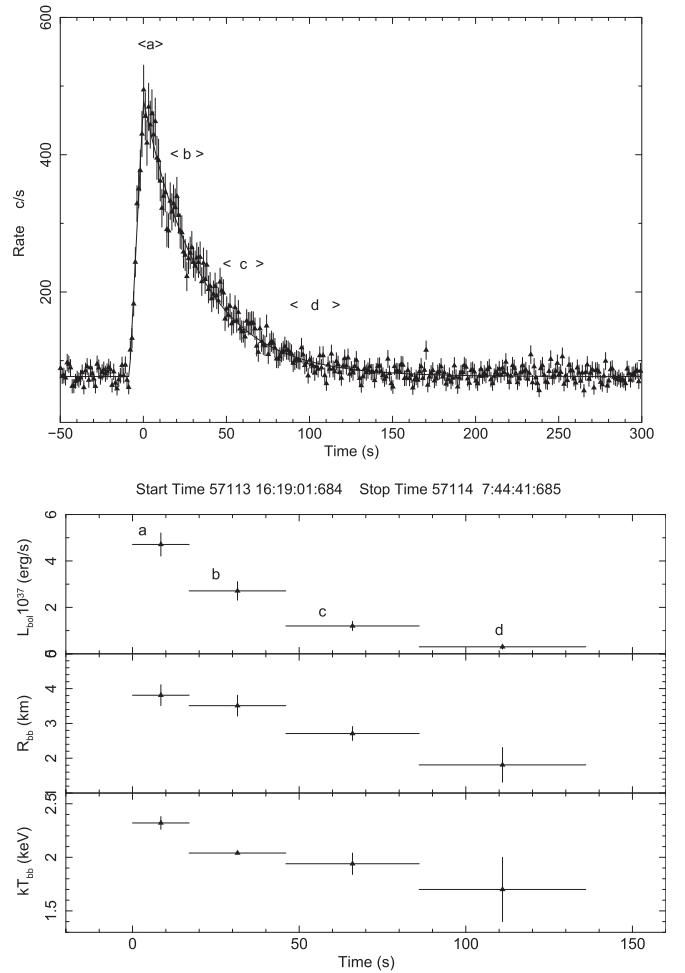 600
400
200
Rate c/s
<a>
< b >
< c >
< d >
−50 0 50 100 150 200 250 300
Time (s)
Start Time 57113 16:19:01:684 Stop Time 57114 7:44:41:685
6
4
2
0
L_bol 10^37 (erg/s)
a
b
c
d
4
3
2
1
R_bb (km)
2.5
2
1.5
kT_bb (keV)
0 50 100 150
Time (s)